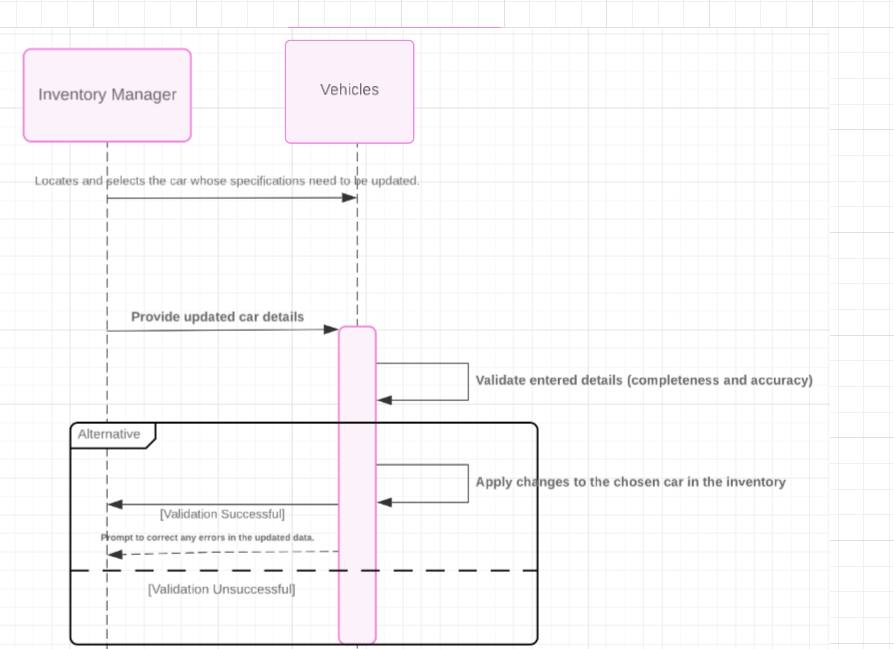 Inventory Manager
Vehicles
Locates and selects the car whose specifications need to be updated.
Provide updated car details
Validate entered details (completeness and accuracy)
Alternative
Apply changes to the chosen car in the inventory
[Validation Successful]
Prompt to correct any errors in the updated data.
[Validation Unsuccessful]